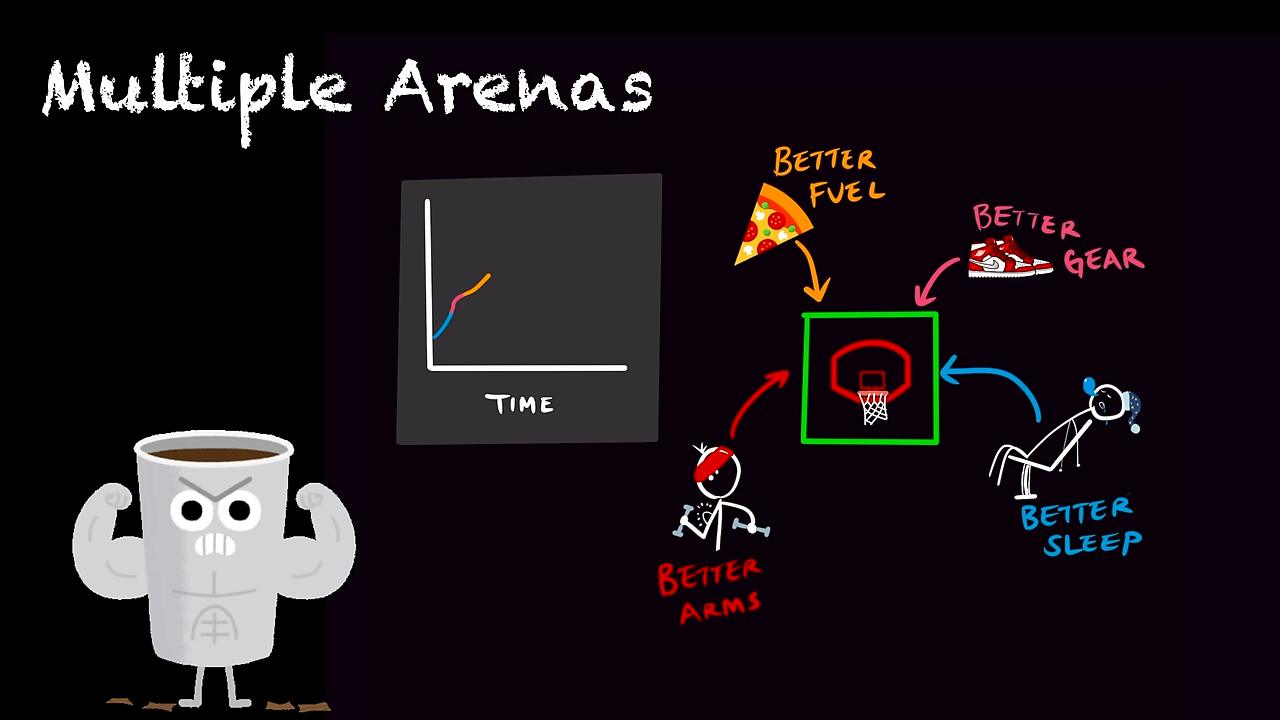 Multiple Arenas
BETTER
FUEL
BETTER
GEAR
TIME
BETTER
SLEEP
BETTER
ARMS